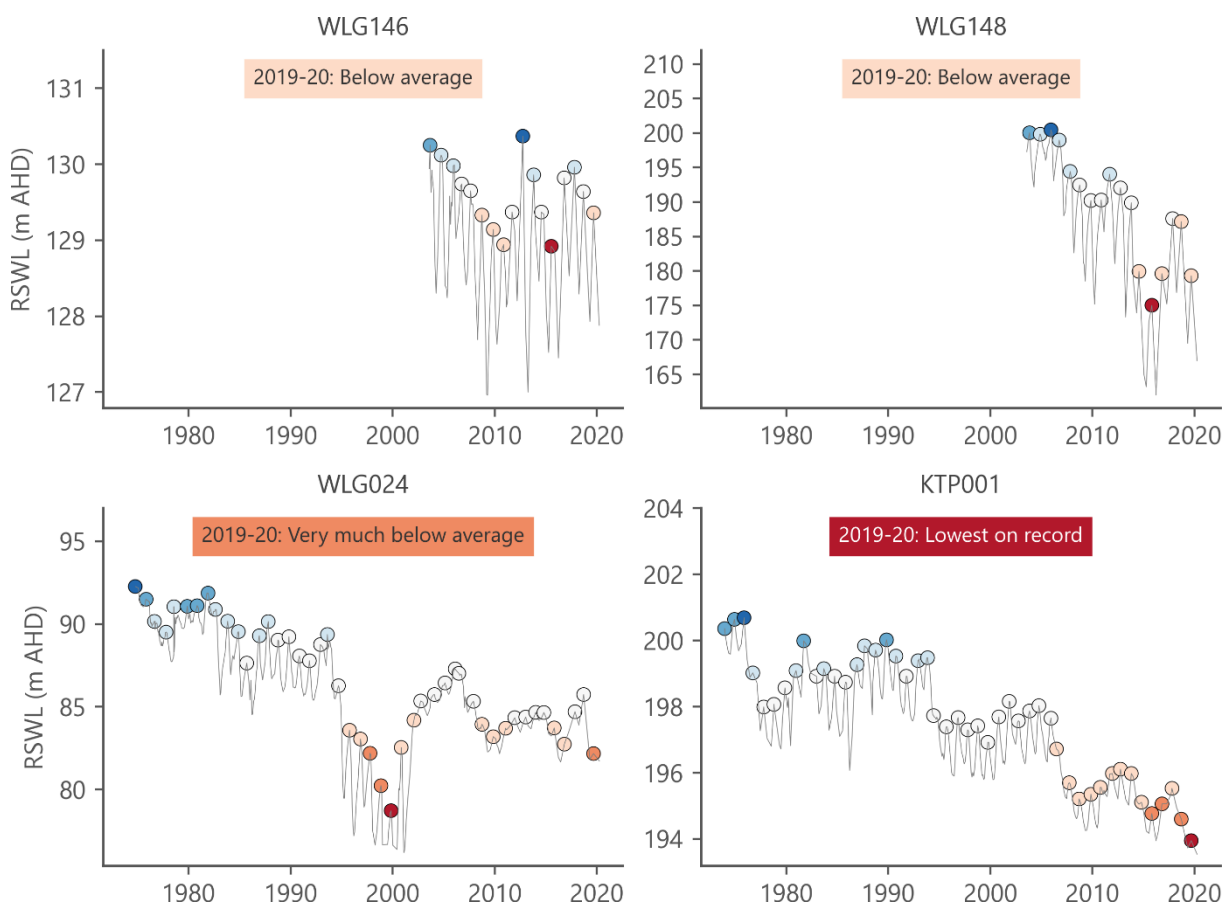 WLG146
2019-20: Below average
RSWL (m AHD)
131
130
129
128
127
1980 1990 2000 2010 2020
WLG148
2019-20: Below average
210
205
200
195
190
185
180
175
170
165
1980 1990 2000 2010 2020
WLG024
2019-20: Very much below average
RSWL (m AHD)
95
90
85
80
1980 1990 2000 2010 2020
KTP001
2019-20: Lowest on record
204
202
200
198
196
194
1980 1990 2000 2010 2020